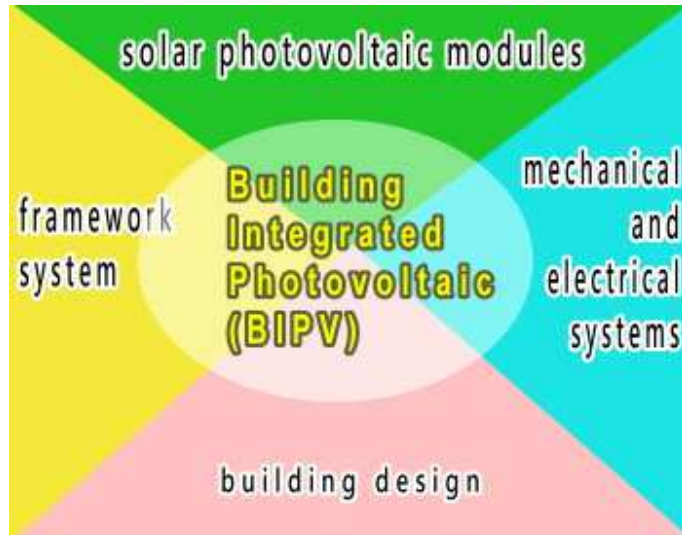 solar photovoltaic modules
framework
system
Building
Integrated
Photovoltaic
(BIPV)
mechanical
and
electrical
systems
building design